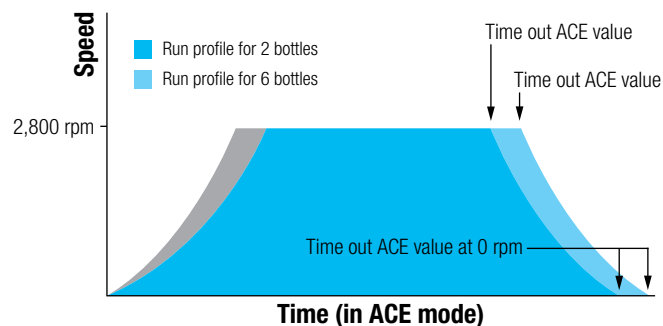 Speed
Run profile for 2 bottles
Run profile for 6 bottles
Time out ACE value
Time out ACE value
2,800 rpm
Time out ACE value at 0 rpm
Time (in ACE mode)